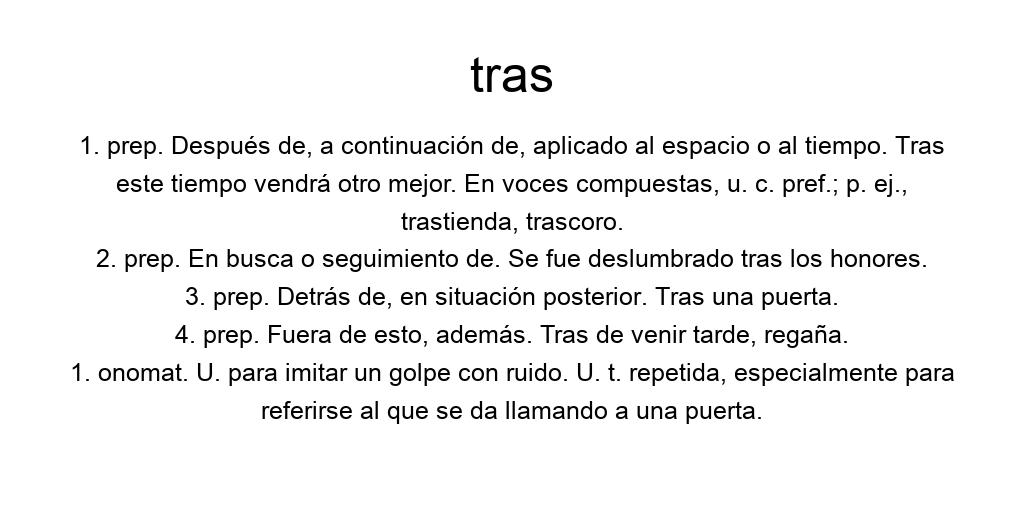 tras
1. prep. Después de, a continuación de, aplicado al espacio o al tiempo. Tras
este tiempo vendrá otro mejor. En voces compuestas, u. c. pref.; p. ej.,
trastienda, trascoro.
2. prep. En busca o seguimiento de. Se fue deslumbrado tras los honores.
3. prep. Detrás de, en situación posterior. Tras una puerta.
4. prep. Fuera de esto, además. Tras de venir tarde, regaña.
1. onomat. U. para imitar un golpe con ruido. U. t. repetida, especialmente para
referirse al que se da llamando a una puerta.